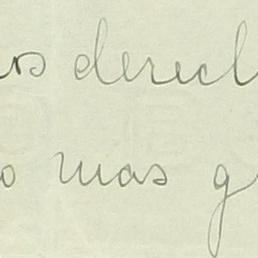 os derech
o mas g